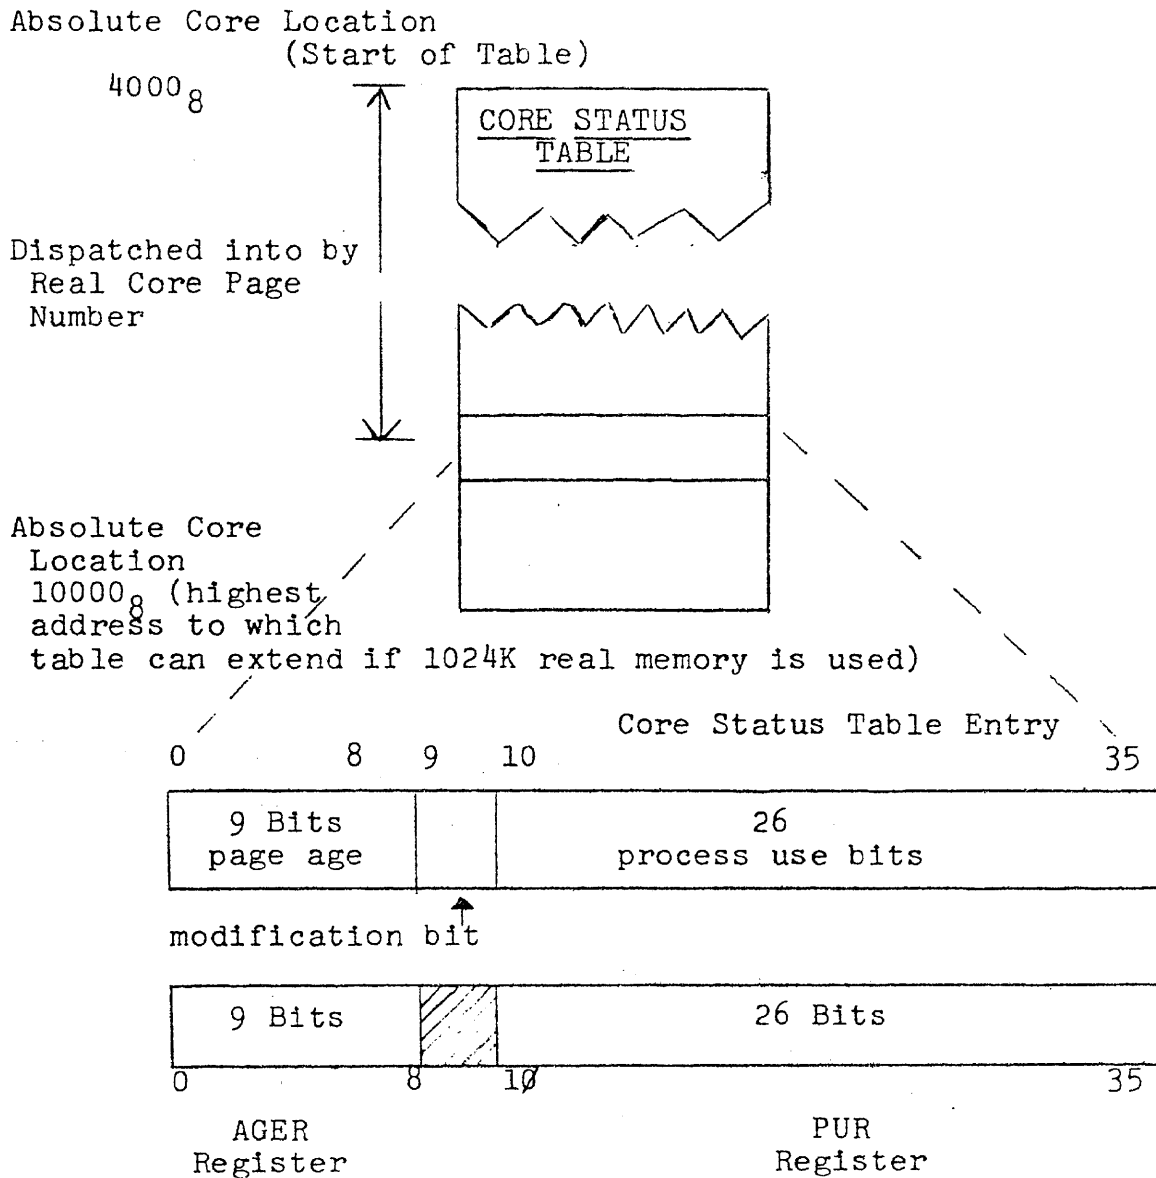 Absolute Core Location
(Start of Table)
4000₈
CORE STATUS
TABLE
Dispatched into by
Real Core Page
Number
Absolute Core
Location
10000₈ (highest
address to which
table can extend if 1024K real memory is used)
Core Status Table Entry
0 8 9 10 35
9 Bits
page age
26
process use bits
modification bit
9 Bits
26 Bits
0 8 10 35
AGER
Register
PUR
Register